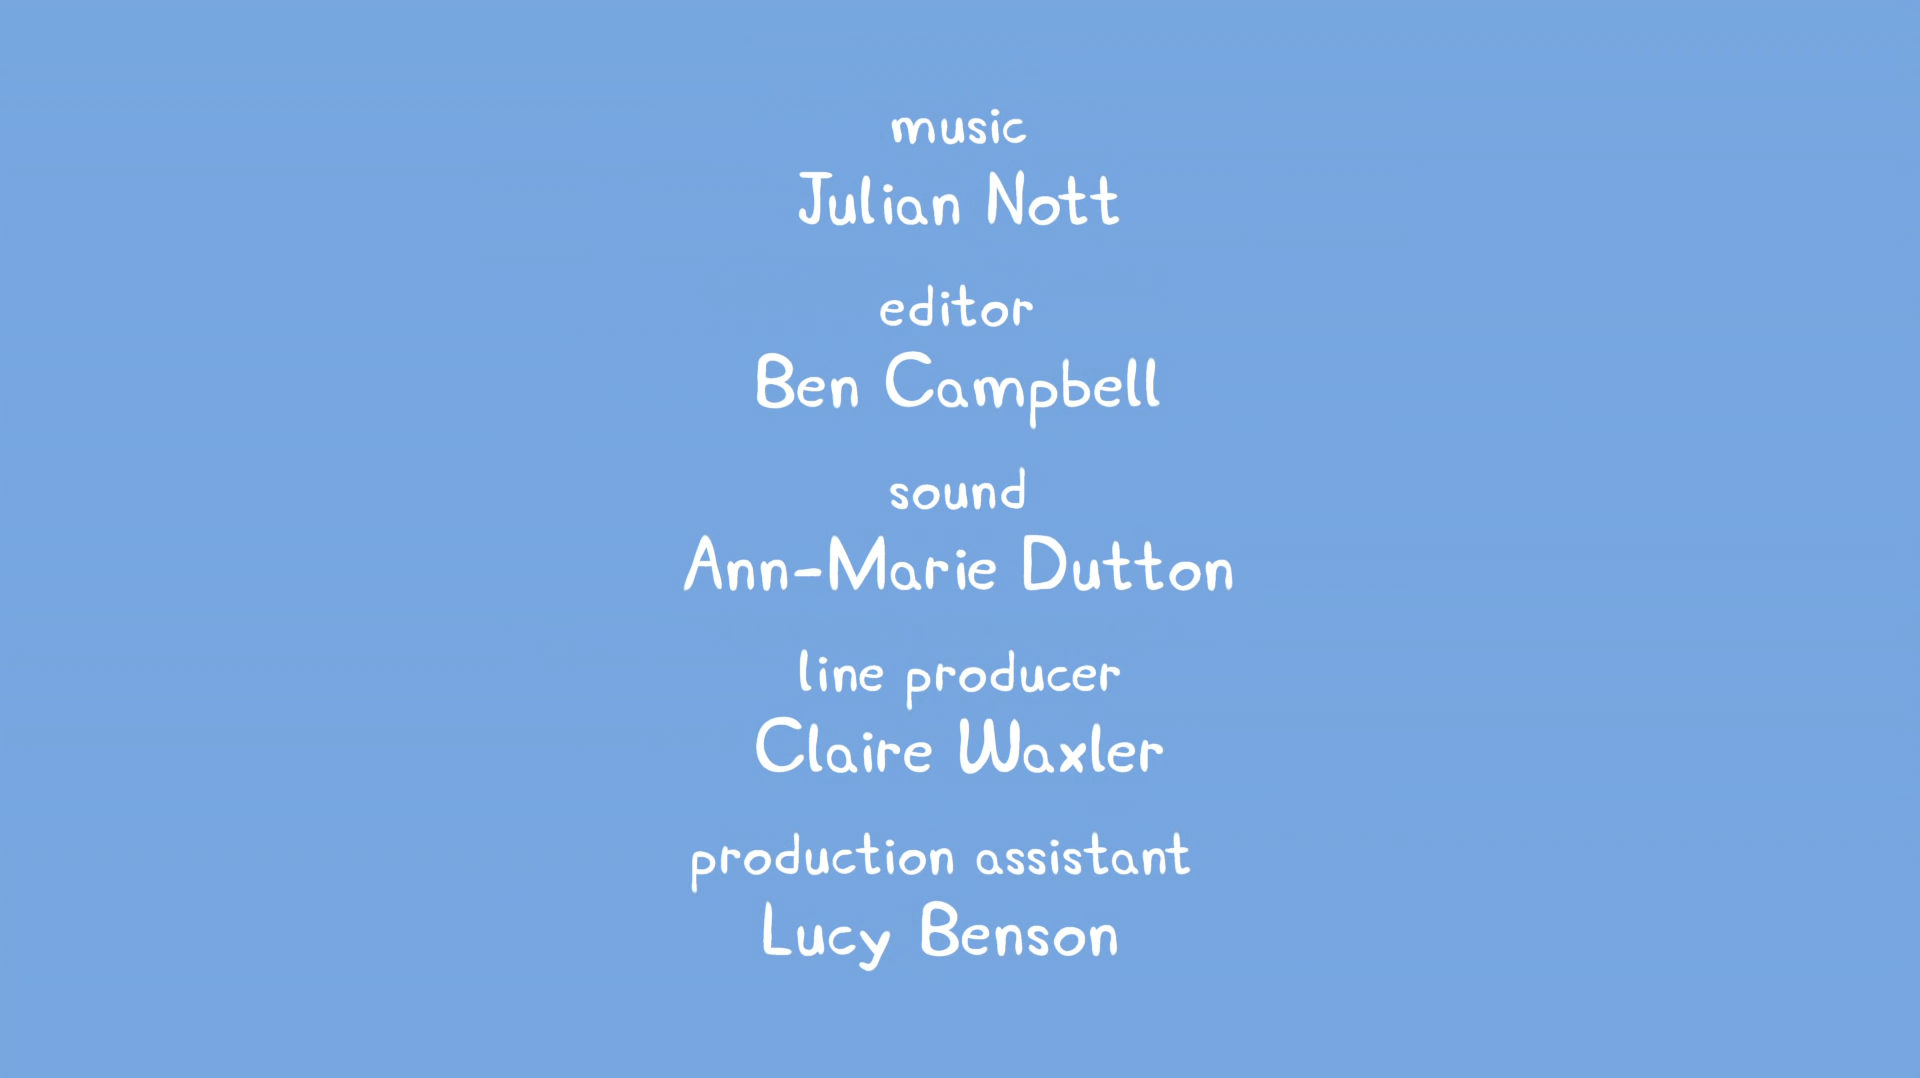 music
Julian Nott
editor
Ben Campbell
sound
Ann-Marie Dutton
line producer
Claire Waxler
production assistant
Lucy Benson